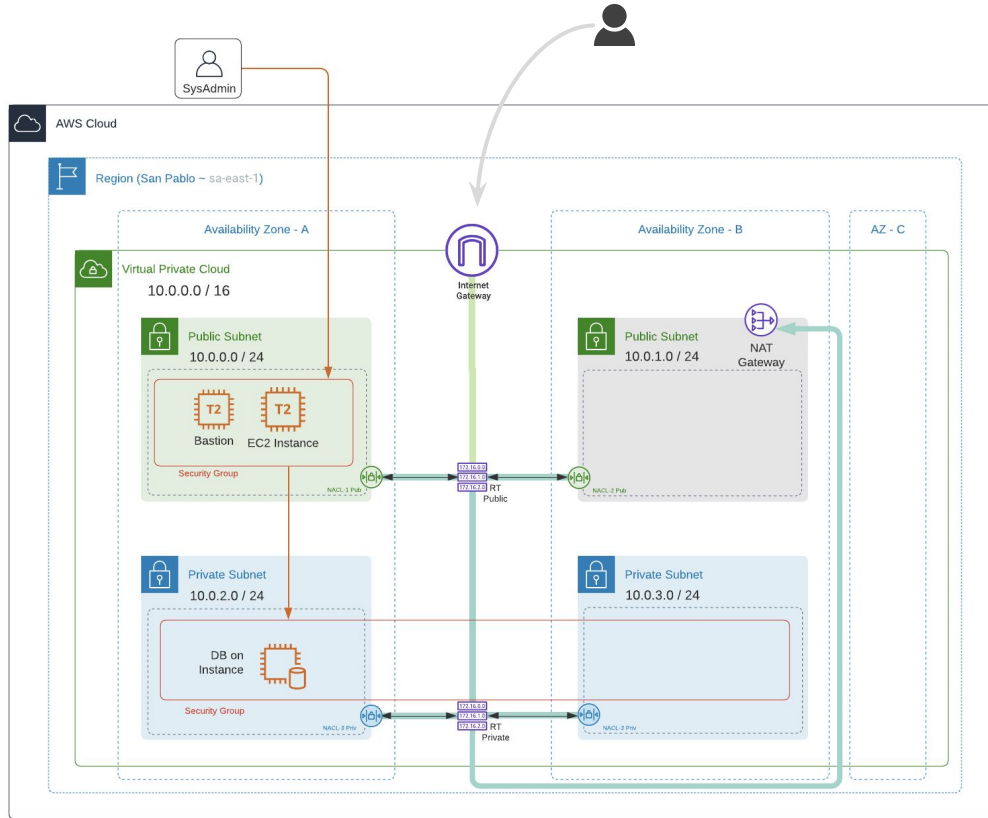 SysAdmin
AWS Cloud
Region (San Pablo ~ sa-east-1)
Availability Zone - A
Availability Zone - B
AZ - C
Internet
Gateway
Virtual Private Cloud
10.0.0.0 / 16
Public Subnet
10.0.0.0 / 24
T2
Bastion
T2
EC2 Instance
Security Group
NACL-1 Pub
Public Subnet
10.0.1.0 / 24
NAT
Gateway
NACL-2 Pub
172.16.0.0
172.16.1.0
172.16.2.0
RT
Public
Private Subnet
10.0.2.0 / 24
DB on
Instance
Security Group
NACL-3 Priv
Private Subnet
10.0.3.0 / 24
NACL-3 Priv
172.16.0.0
172.16.1.0
172.16.2.0
RT
Private